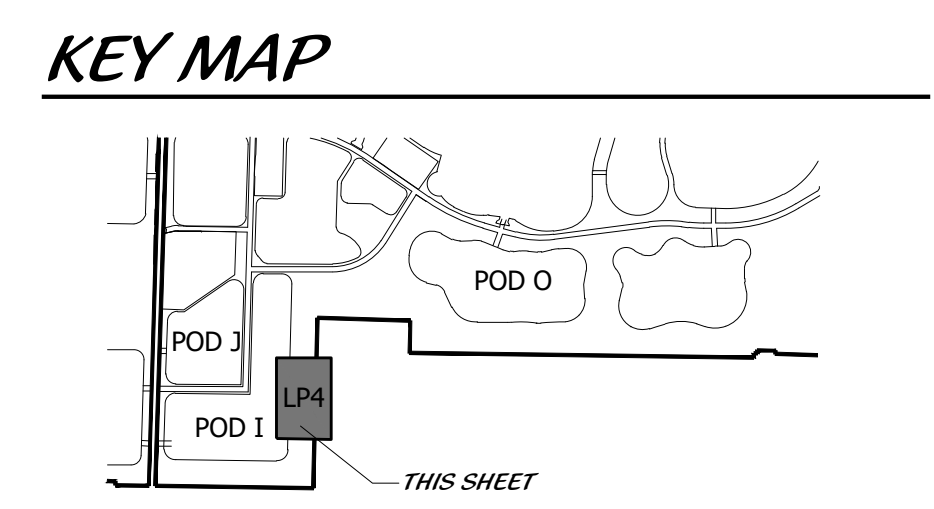 KEY MAP
POD O
POD J
LP4
POD I
THIS SHEET